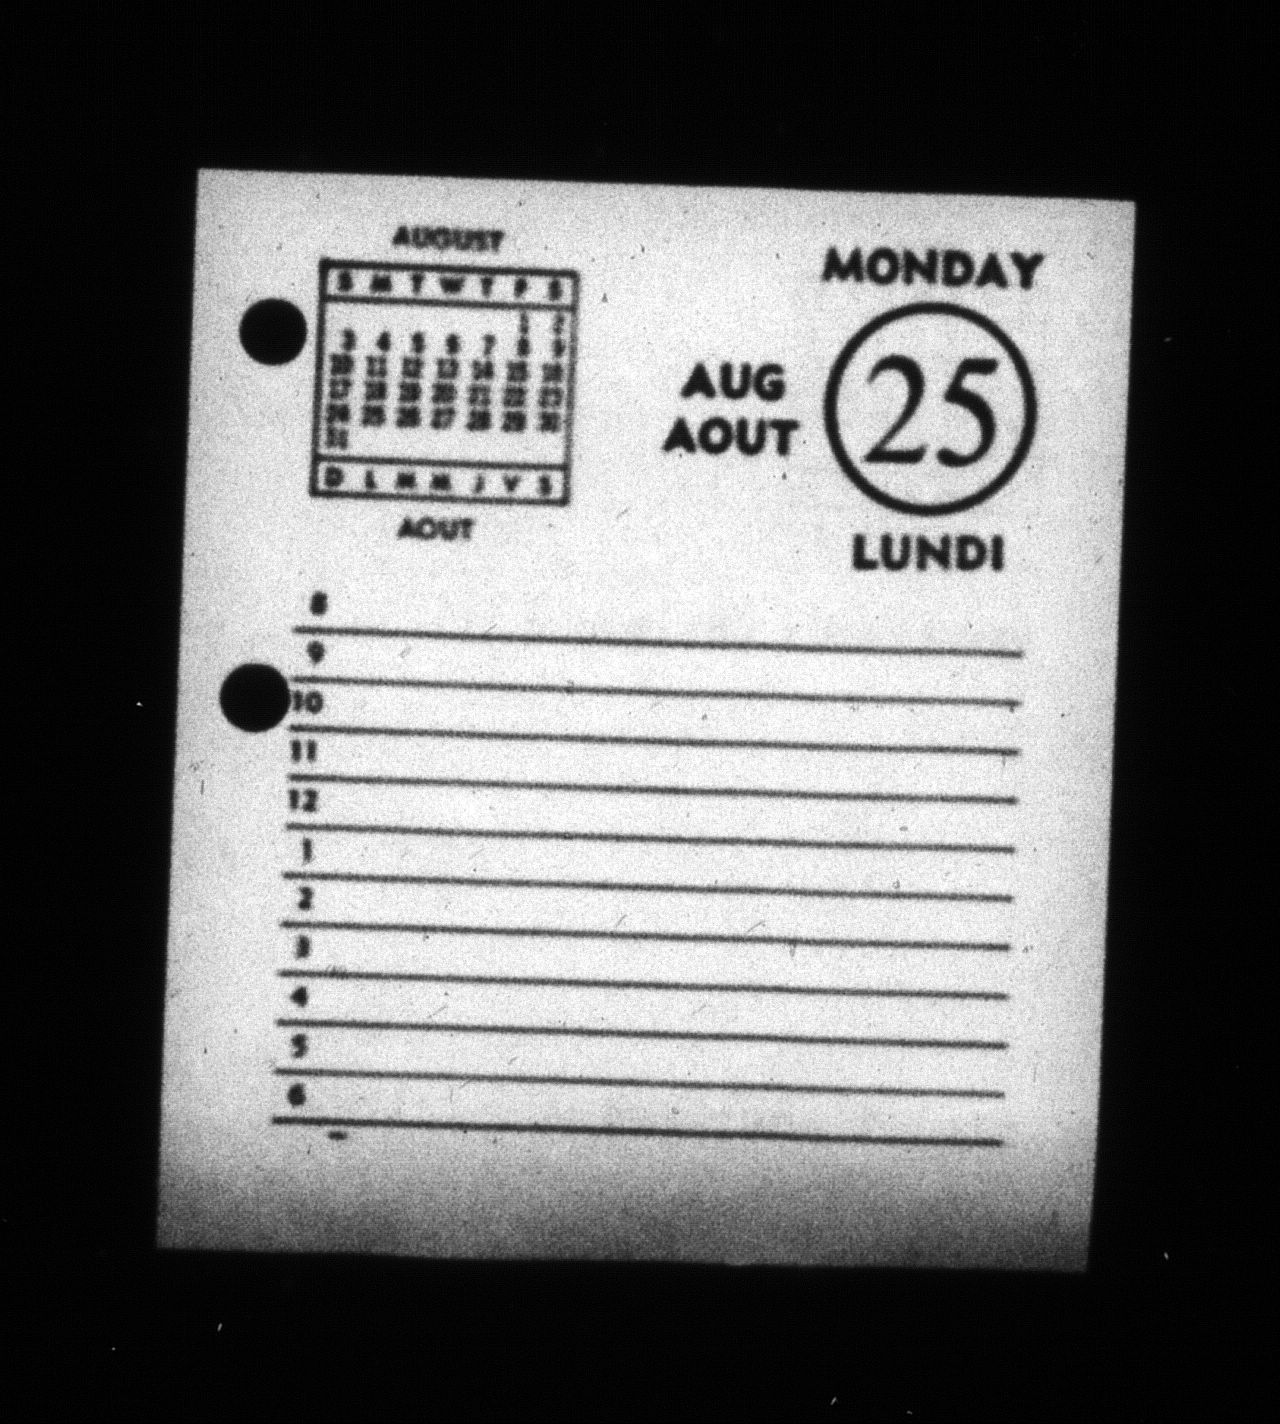 AUGUST
S M T W T F S
1 2
3 4 5 6 7 8 9
10 11 12 13 14 15 16
17 18 19 20 21 22 23
24 25 26 27 28 29 30
31
D L M M J V S
AOUT
MONDAY
AUG
AOUT
25
LUNDI
8
9
10
11
12
1
2
3
4
5
6